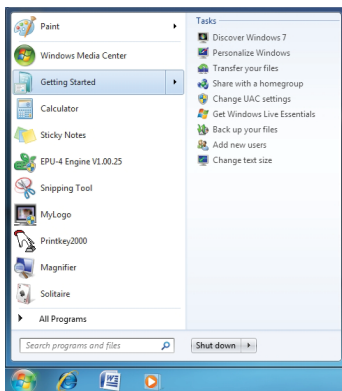 Paint
Windows Media Center
Getting Started
Calculator
Sticky Notes
EPU-4 Engine V1.00.25
Snipping Tool
MyLogo
Printkey2000
Magnifier
Solitaire
All Programs
Search programs and files
Tasks
Discover Windows 7
Personalize Windows
Transfer your files
Share with a homegroup
Change UAC settings
Get Windows Live Essentials
Back up your files
Add new users
Change text size
Shut down